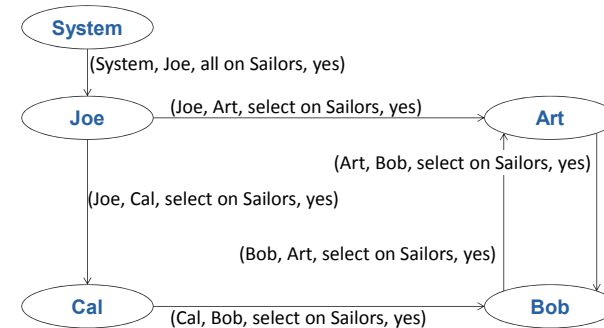 System
(System, Joe, all on Sailors, yes)
Joe
(Joe, Art, select on Sailors, yes)
Art
(Art, Bob, select on Sailors, yes)
(Joe, Cal, select on Sailors, yes)
(Bob, Art, select on Sailors, yes)
Cal
(Cal, Bob, select on Sailors, yes)
Bob